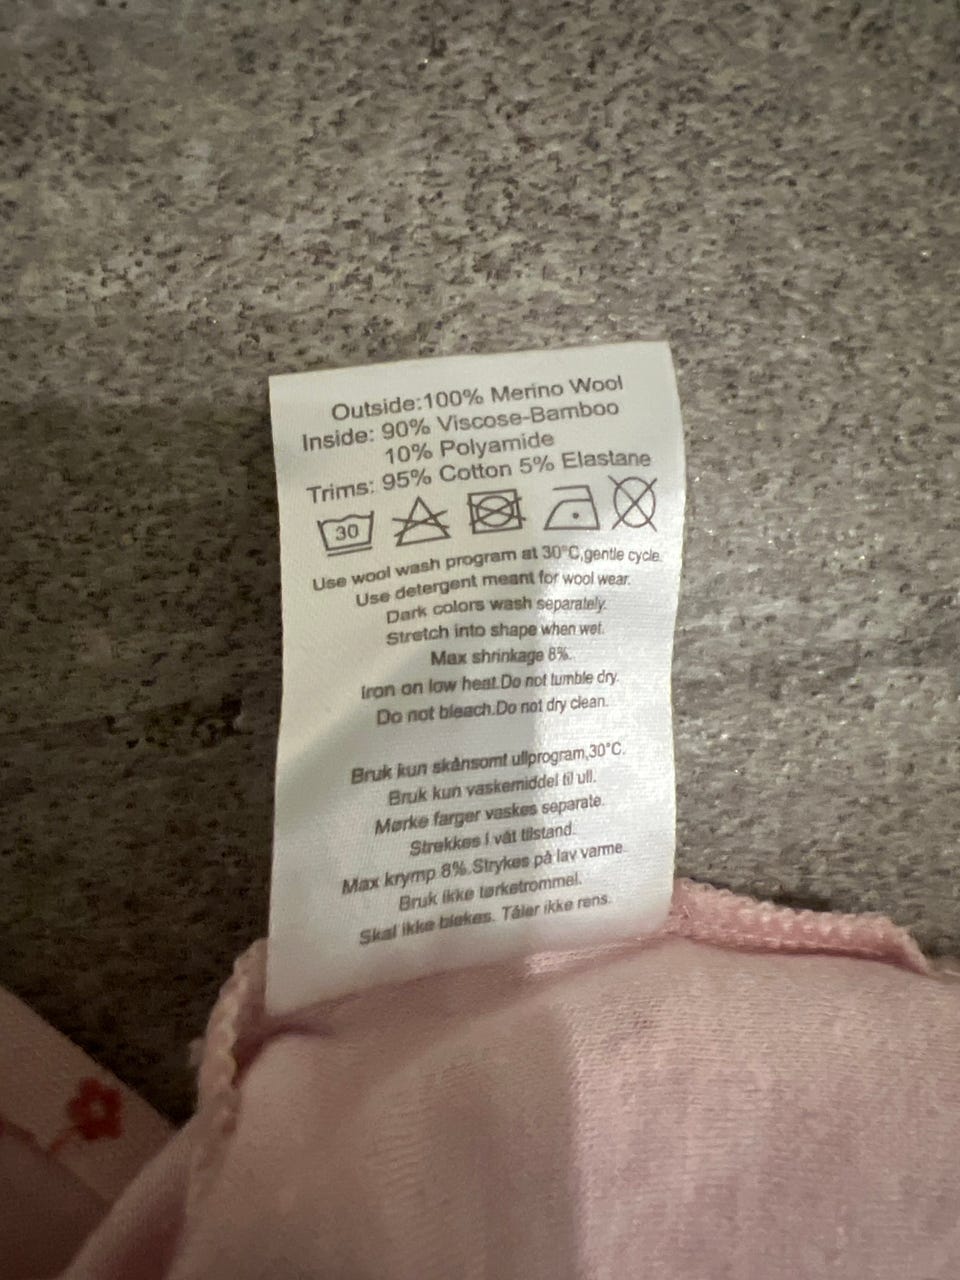 Outside:100% Merino Wool
Inside: 90% Viscose-Bamboo
10% Polyamide
Trims: 95% Cotton 5% Elastane
30
Use wool wash program at 30°C,gentle cycle.
Use detergent meant for wool wear.
Dark colors wash separately.
Stretch into shape when wet.
Max shrinkage 8%.
Iron on low heat.Do not tumble dry.
Do not bleach.Do not dry clean.
Bruk kun skånsomt ullprogram,30°C.
Bruk kun vaskemiddel til ull.
Mørke farger vaskes separate.
Strekkes I våt tilstand.
Max krymp 8%.Strykes på lav varme.
Bruk ikke tørketrommel.
Skal ikke blekes. Tåler ikke rens.